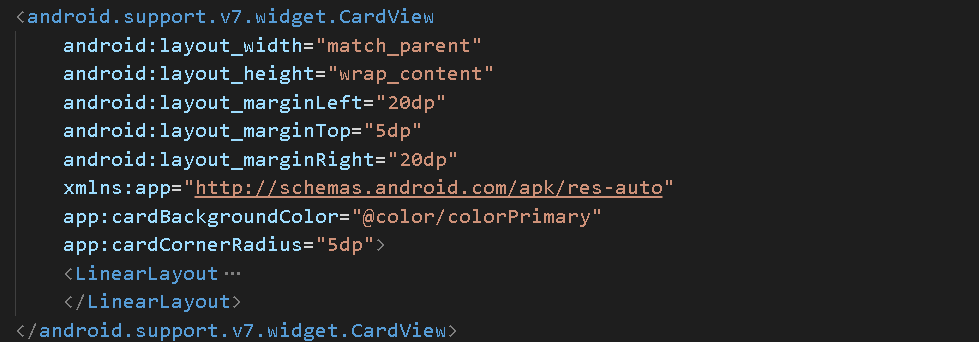 <android.support.v7.widget.CardView
    android:layout_width="match_parent"
    android:layout_height="wrap_content"
    android:layout_marginLeft="20dp"
    android:layout_marginTop="5dp"
    android:layout_marginRight="20dp"
    xmlns:app="http://schemas.android.com/apk/res-auto"
    app:cardBackgroundColor="@color/colorPrimary"
    app:cardCornerRadius="5dp">
    <LinearLayout ⋯
    </LinearLayout>
</android.support.v7.widget.CardView>